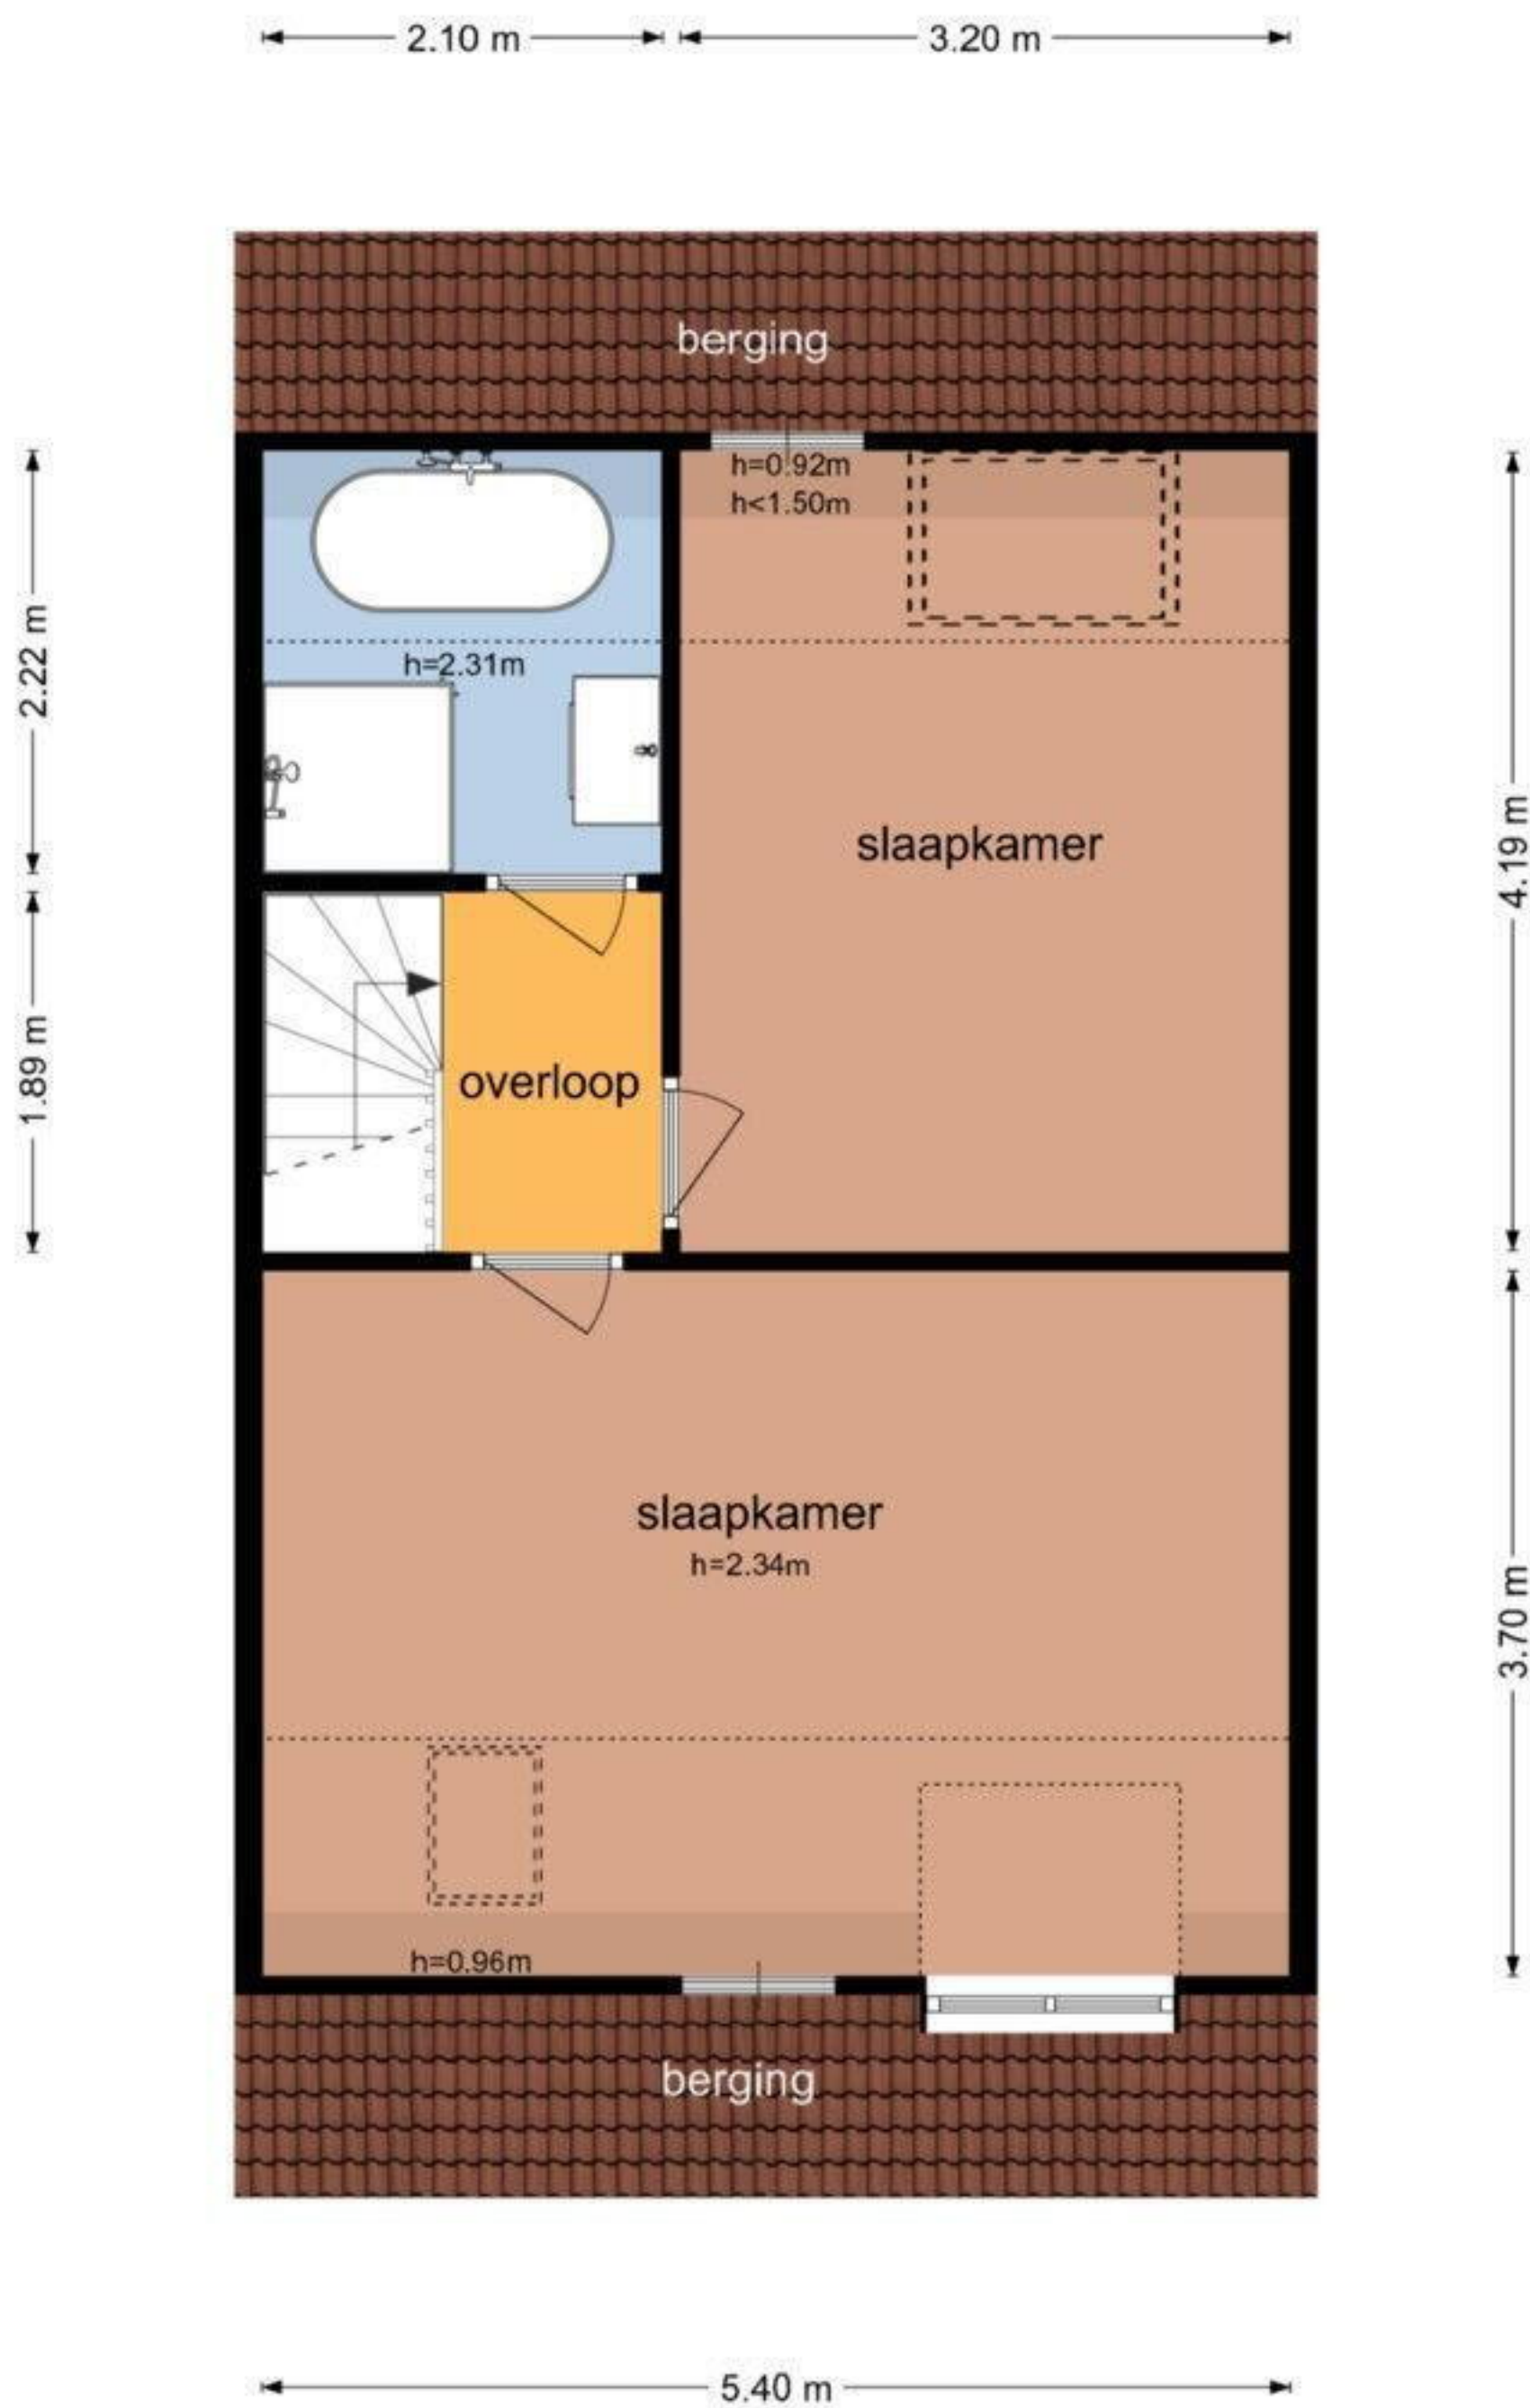 2.10 m
3.20 m
berging
h=0.92m
h<1.50m
2.22 m
h=2.31m
slaapkamer
4.19 m
1.89 m
overloop
slaapkamer
h=2.34m
3.70 m
h=0.96m
berging
5.40 m